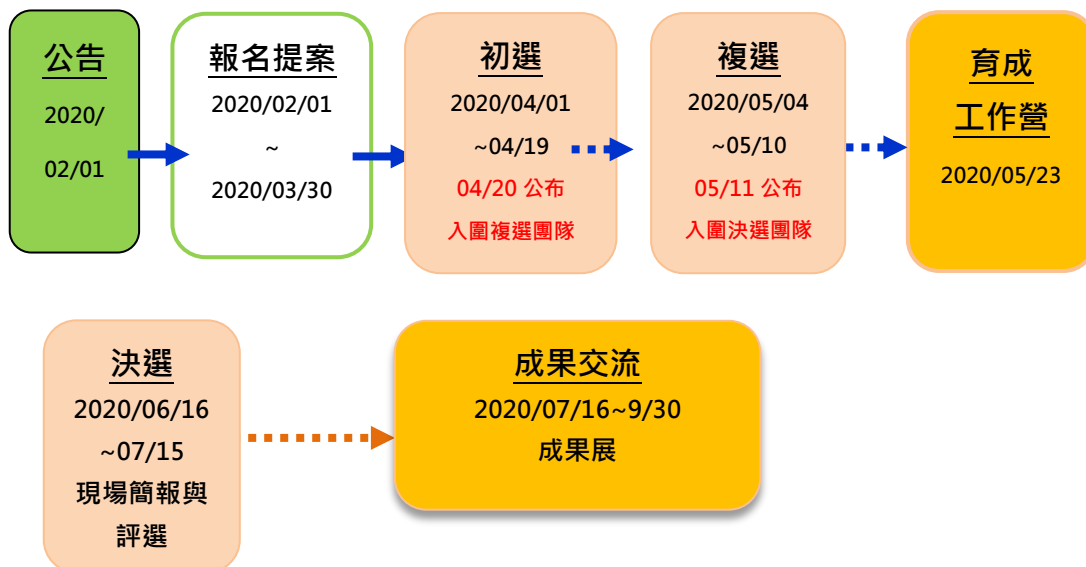 公告
2020/
02/01
報名提案
2020/02/01
~
2020/03/30
初選
2020/04/01
~04/19
04/20 公布
入圍複選團隊
複選
2020/05/04
~05/10
05/11 公布
入圍決選團隊
育成
工作營
2020/05/23
決選
2020/06/16
~07/15
現場簡報與
評選
成果交流
2020/07/16~9/30
成果展